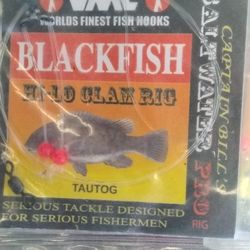 VMC
WORLDS FINEST FISH HOOKS
BLACKFISH
HI-LO CLAM RIG
TAUTOG
SERIOUS TACKLE DESIGNED
FOR SERIOUS FISHERMEN
CAPTAIN BILL'S
BAIT WATER
PRO
RIG